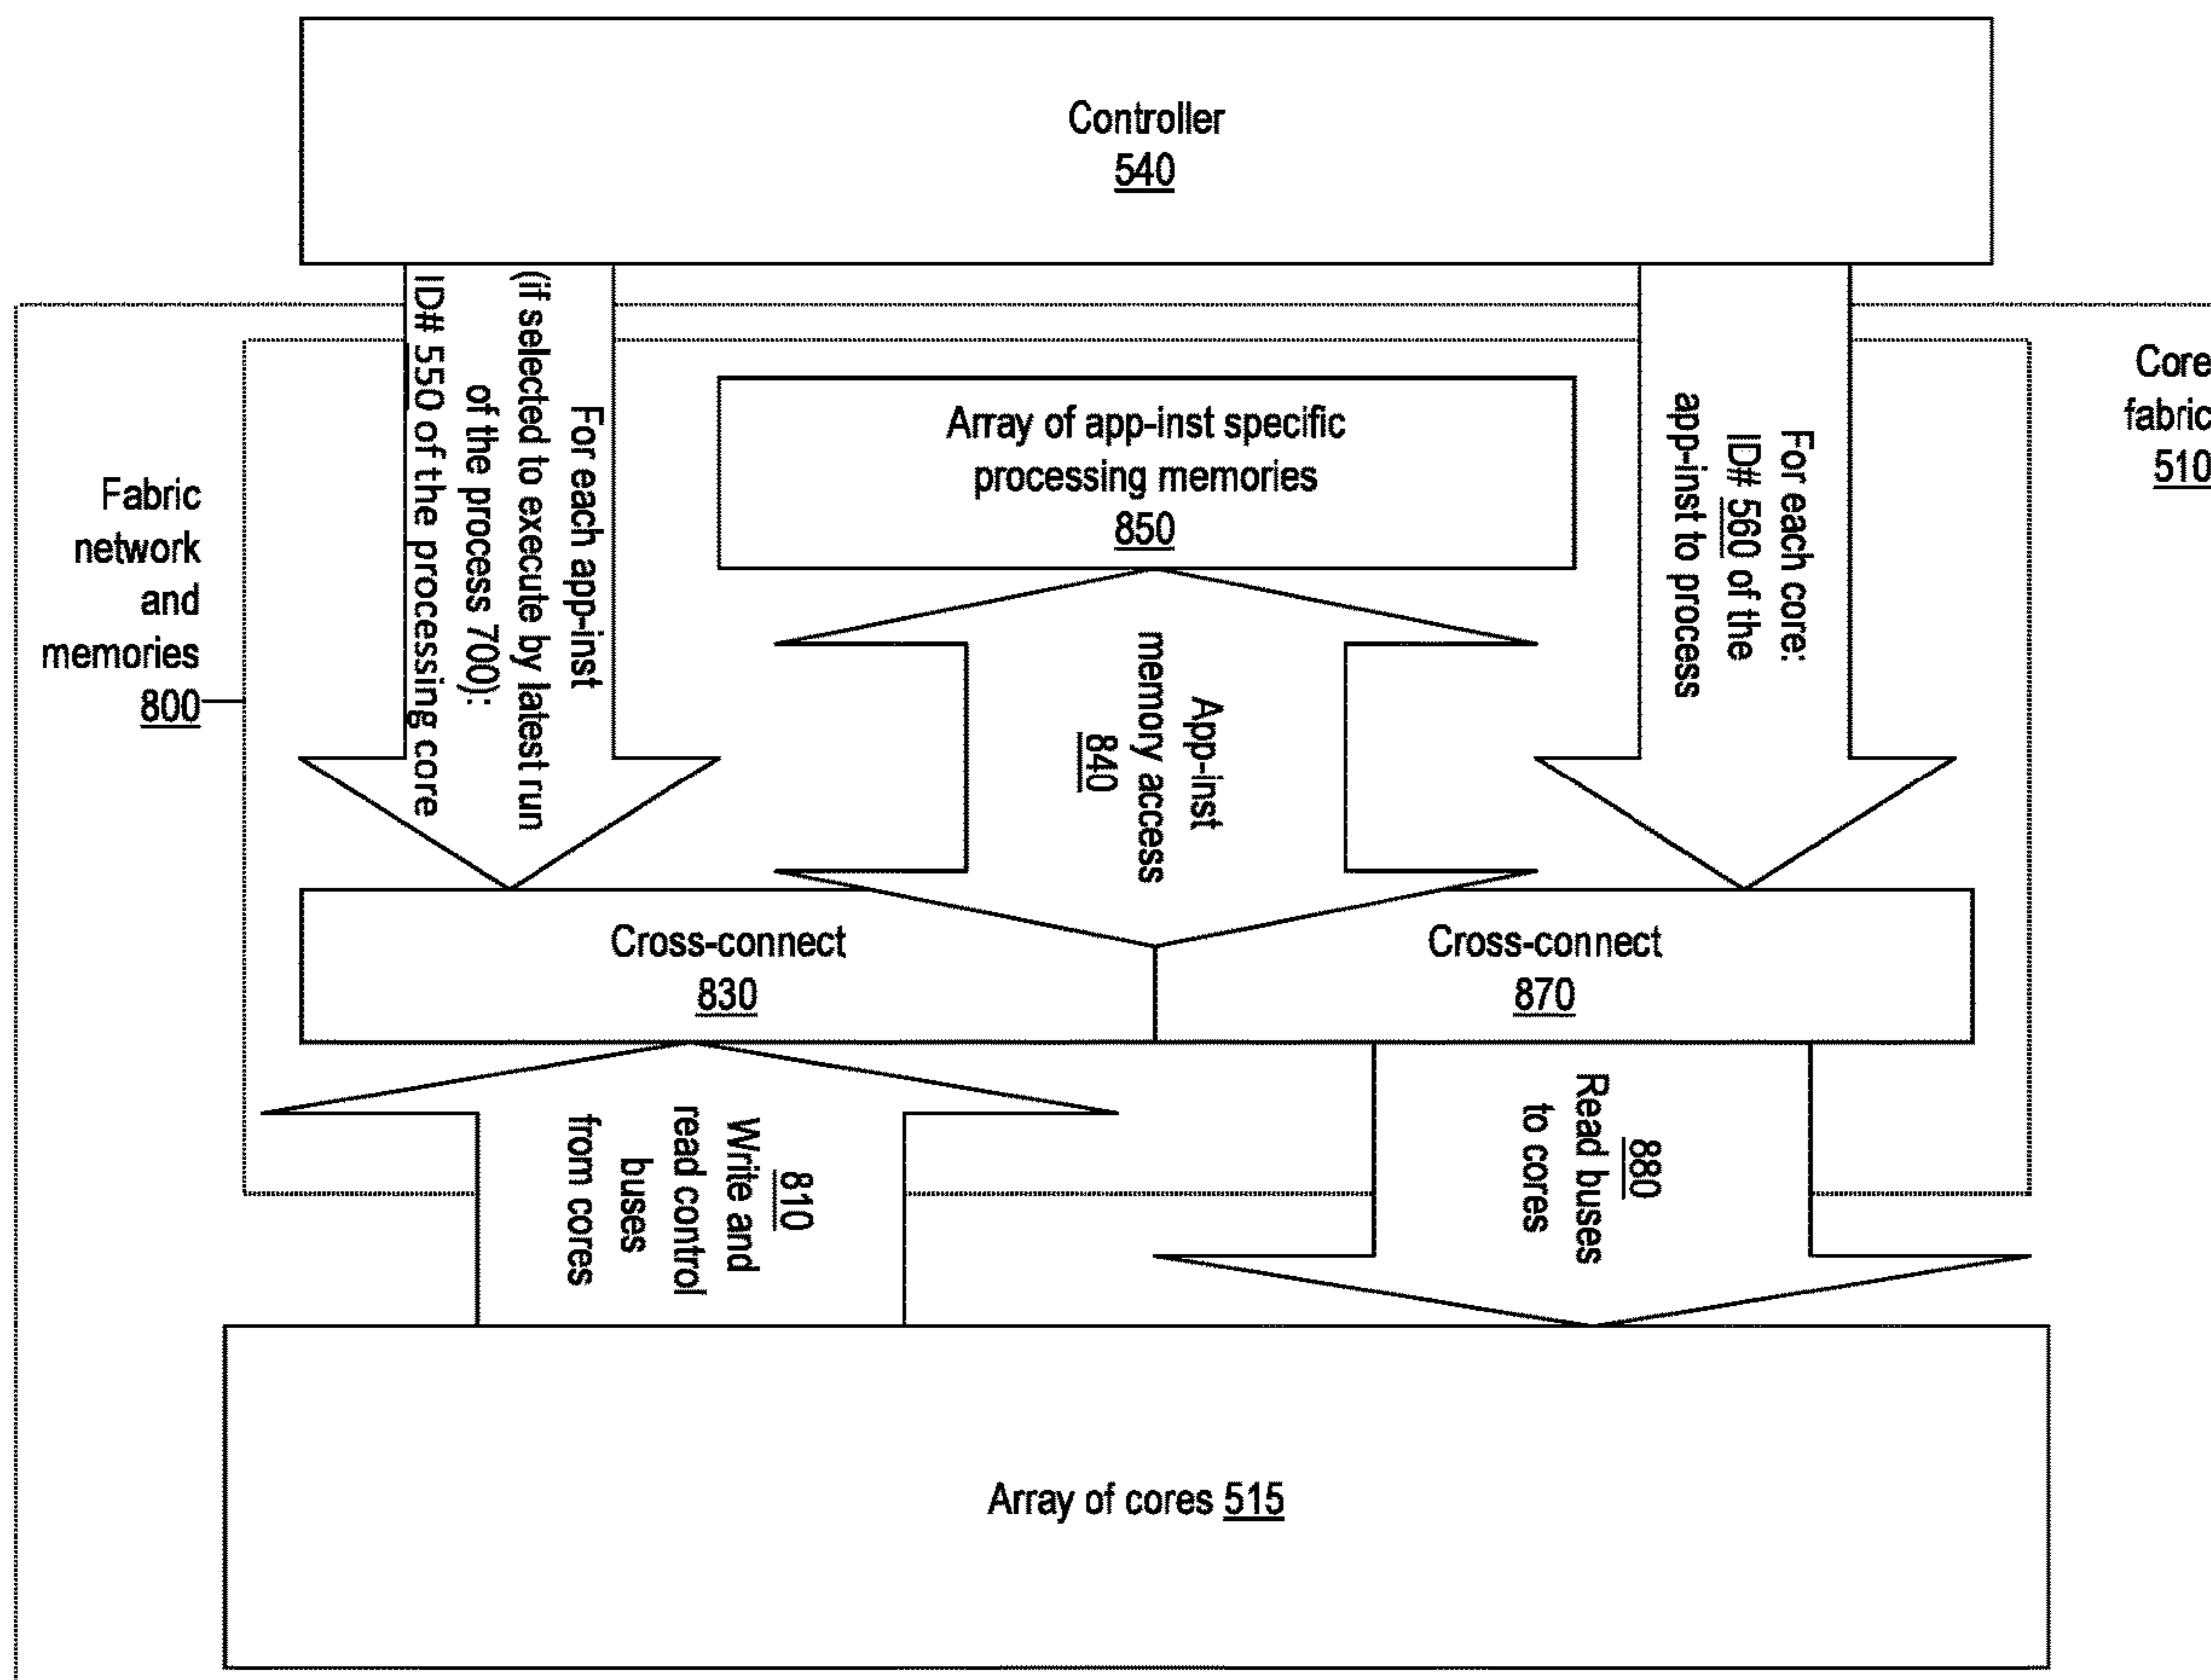 Controller
540
For each app-inst
(if selected to execute by latest run
of the process 700):
ID# 550 of the processing core
Array of app-inst specific
processing memories
850
For each core:
ID# 560 of the
app-inst to process
Core
fabric
510
Fabric
network
and
memories
800
App-inst
memory access
840
Cross-connect
830
Cross-connect
870
810
Write and
read control
buses
from cores
880
Read buses
to cores
Array of cores 515